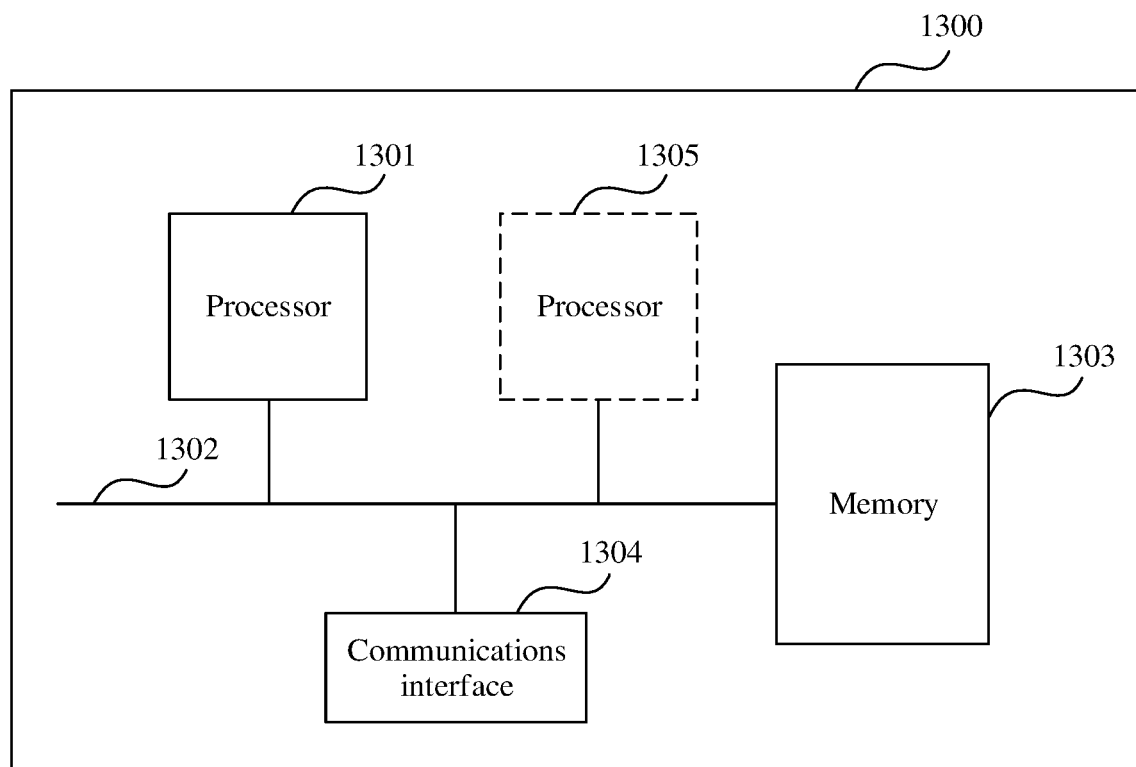 1300
1301
1305
Processor
Processor
1303
1302
Memory
1304
Communications
interface